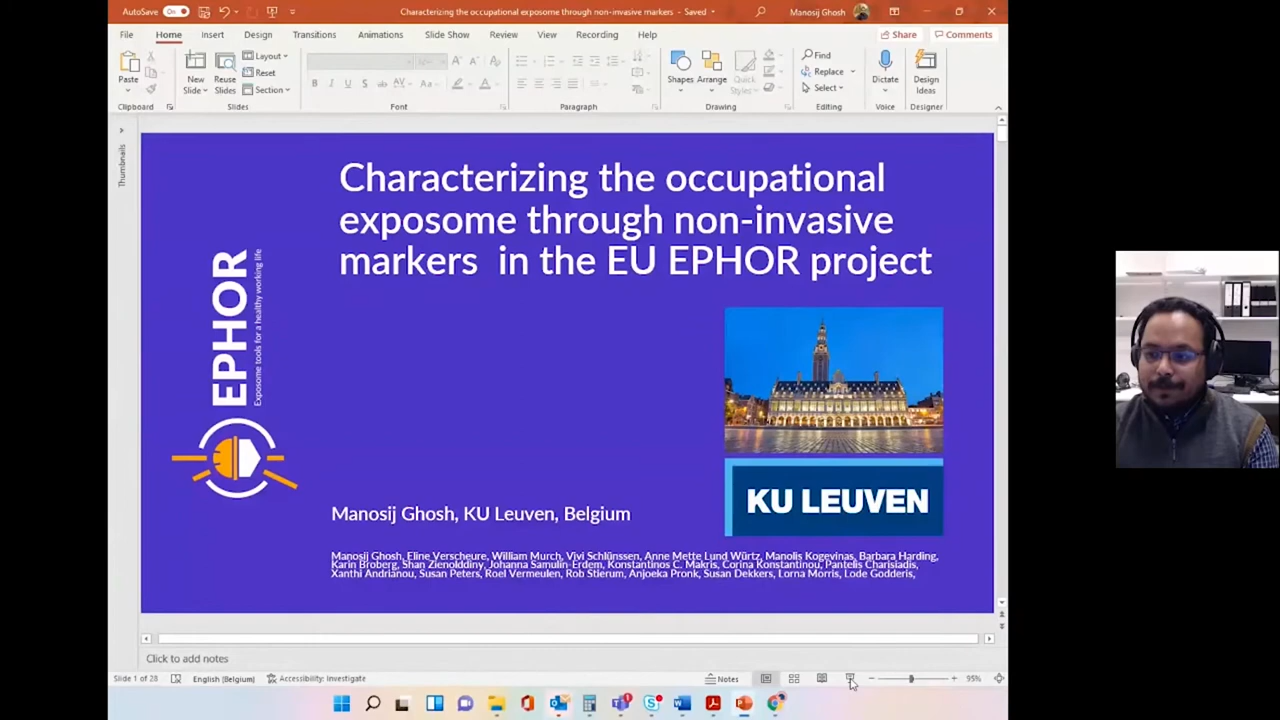 AutoSave On
Characterizing the occupational exposome through non-invasive markers - Saved
Manosij Ghosh
File Home Insert Design Transitions Animations Slide Show Review View Recording Help
Share Comments
Paste
New Slide
Reuse Slides
Layout
Reset
Section
Shapes
Arrange
Quick Styles
Find
Replace
Select
Dictate
Design Ideas
Clipboard Slides Font Paragraph Drawing Editing Voice Designer
Thumbnails
Characterizing the occupational
exposome through non-invasive
markers in the EU EPHOR project
EPHOR
Exposome tools for a healthy working life
KU LEUVEN
Manosij Ghosh, KU Leuven, Belgium
Manosij Ghosh, Eline Verscheure, William Murch, Vivi Schlünssen, Anne Mette Lund Würtz, Manolis Kogevinas, Barbara Harding,
Karin Broberg, Shan Zienolddiny, Johanna Samulin-Erdem, Konstantinos C. Makris, Corina Konstantinou, Pantelis Charisiadis,
Xanthi Andrianou, Susan Peters, Roel Vermeulen, Rob Stierum, Anjoeka Pronk, Susan Dekkers, Lorna Morris, Lode Godderis,
Click to add notes
Slide 1 of 28 English (Belgium) Accessibility: Investigate Notes 95%